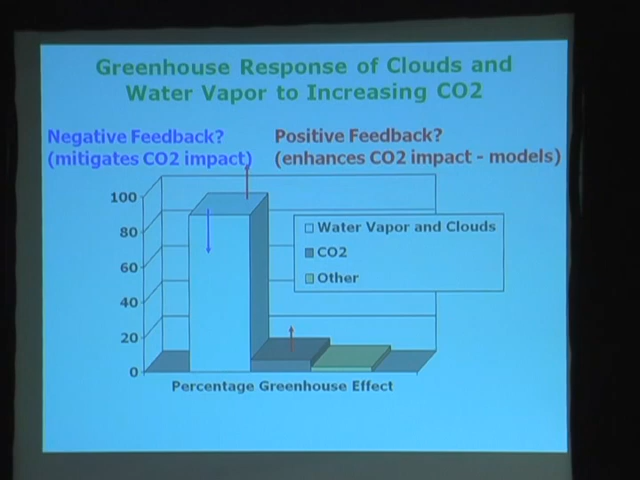 Greenhouse Response of Clouds and
Water Vapor to Increasing CO2
Negative Feedback?
(mitigates CO2 impact)
Positive Feedback?
(enhances CO2 impact - models)
100
80
60
40
20
0
Water Vapor and Clouds
CO2
Other
Percentage Greenhouse Effect